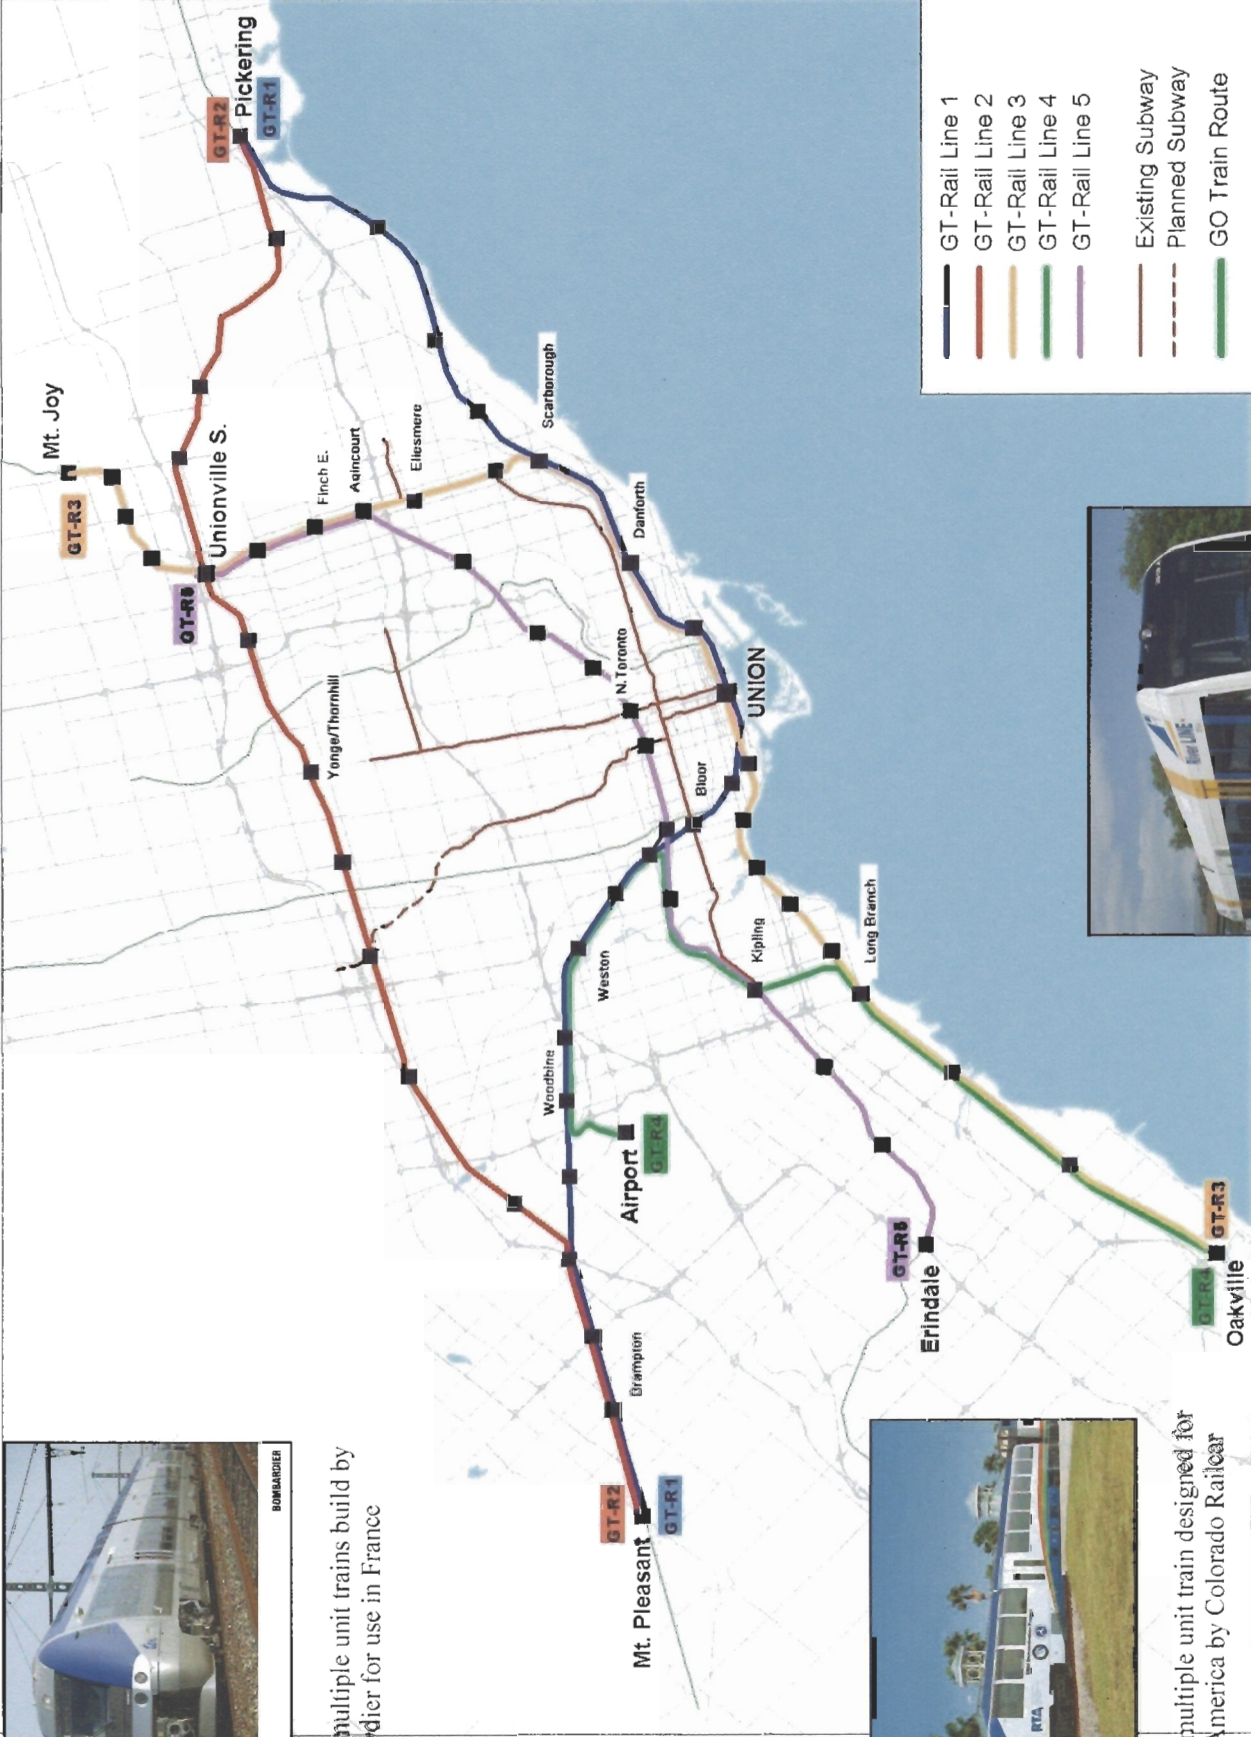 GT-R2
Pickering
GT-R1
Mt. Joy
GT-R3
Unionville S.
GT-R5
Finch E.
Agincourt
Ellesmere
Scarborough
Danforth
Yonge/Thornhill
N.Toronto
UNION
Bloor
Weston
Kipling
Long Branch
Woodbine
Airport
GT-R4
GT-R5
Erindale
GT-R4
GT-R3
Oakville
Brampton
GT-R2
Mt. Pleasant
GT-R1
GT-Rail Line 1
GT-Rail Line 2
GT-Rail Line 3
GT-Rail Line 4
GT-Rail Line 5
Existing Subway
Planned Subway
GO Train Route
BOMBARDIER
multiple unit trains build by
dier for use in France
River LINE
RTA
multiple unit train designed for
America by Colorado Railcar